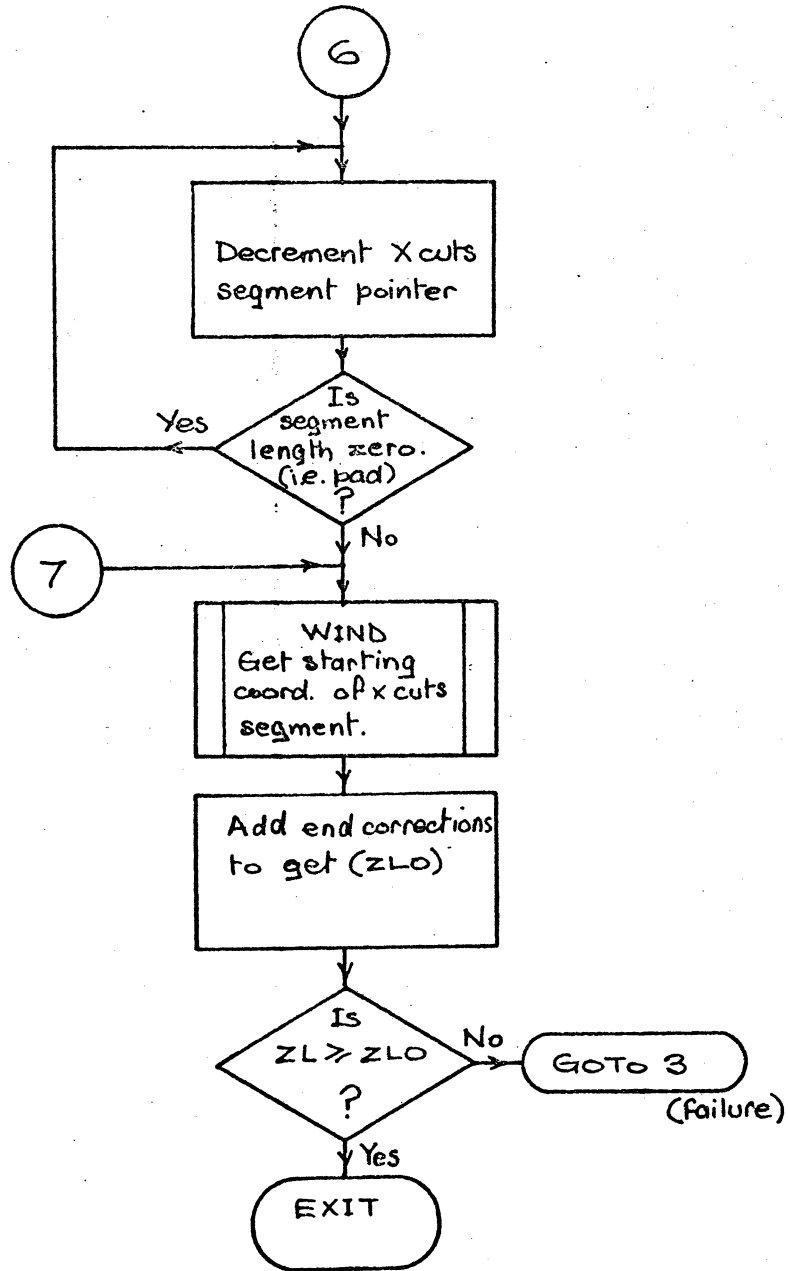 6
Decrement X cuts
segment pointer
Is
segment
length zero.
(i.e. pad)
?
Yes
No
7
WIND
Get starting
coord. of x cuts
segment.
Add end corrections
to get (ZLO)
Is
ZL ⩾ ZLO
?
No
GOTO 3
(failure)
Yes
EXIT